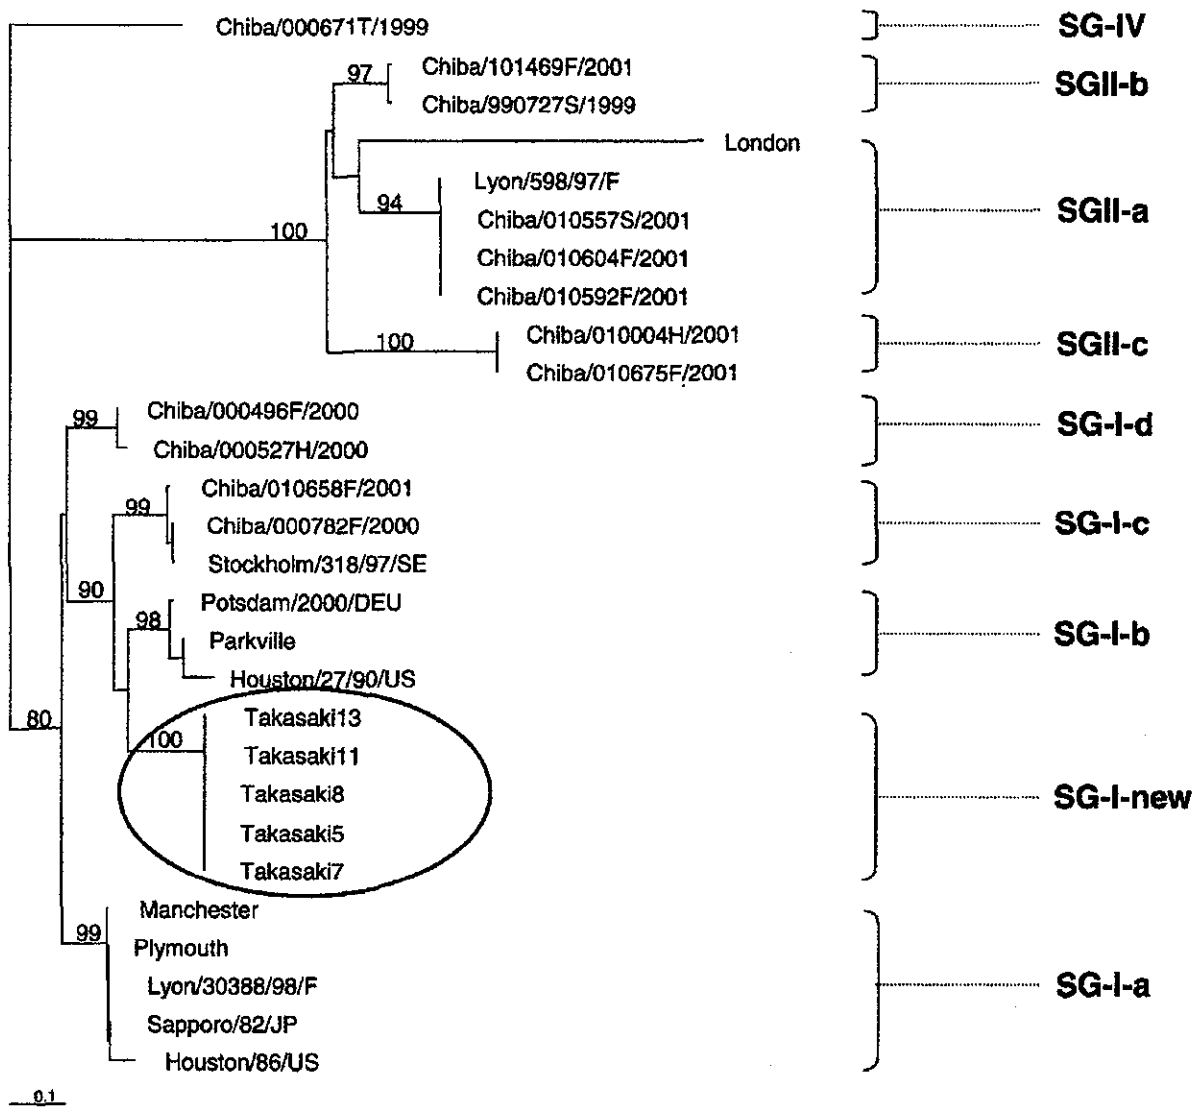 Chiba/000671T/1999
SG-IV
97
Chiba/101469F/2001
Chiba/990727S/1999
SGII-b
London
Lyon/598/97/F
94
Chiba/010557S/2001
SGII-a
100
Chiba/010604F/2001
Chiba/010592F/2001
Chiba/010004H/2001
100
SGII-c
Chiba/010675F/2001
99
Chiba/000496F/2000
SG-I-d
Chiba/000527H/2000
Chiba/010658F/2001
99
Chiba/000782F/2000
SG-I-c
Stockholm/318/97/SE
90
Potsdam/2000/DEU
98
Parkville
SG-I-b
Houston/27/90/US
80
Takasaki13
100
Takasaki11
Takasaki8
SG-I-new
Takasaki5
Takasaki7
Manchester
99
Plymouth
Lyon/30388/98/F
SG-I-a
Sapporo/82/JP
Houston/86/US
0.1